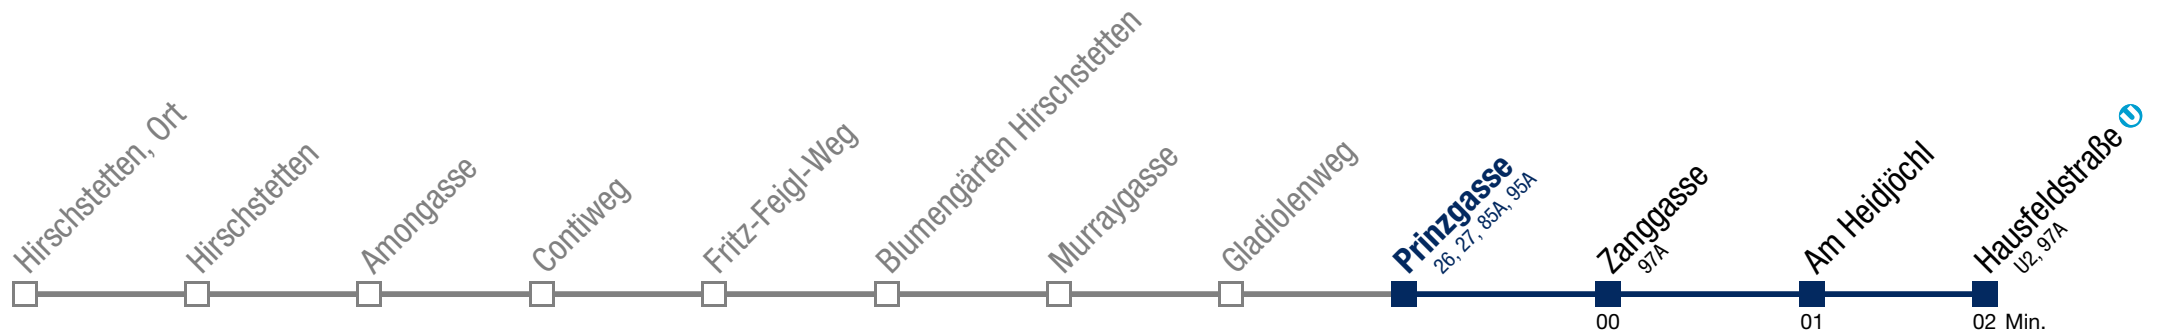 Hirschstetten, Ort
Hirschstetten
Amongasse
Contiweg
Fritz-Feigl-Weg
Blumengärten Hirschstetten
Murraygasse
Gladiolenweg
Prinzgasse
26, 27, 85A, 95A
Zanggasse
97A
Am Heidjöchl
Hausfeldstraße U
U2, 97A
00
01
02 Min.